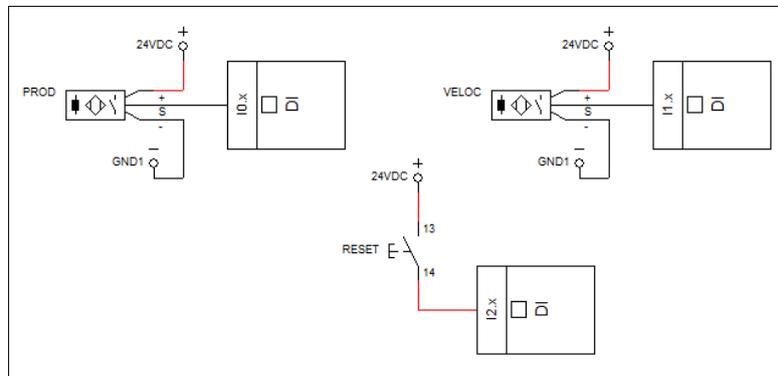 +
24VDC
PROD
+
S
-
I0.x
DI
−
GND1
+
24VDC
VELOC
+
S
-
I1.x
DI
−
GND1
+
24VDC
13
RESET
14
I2.x
DI